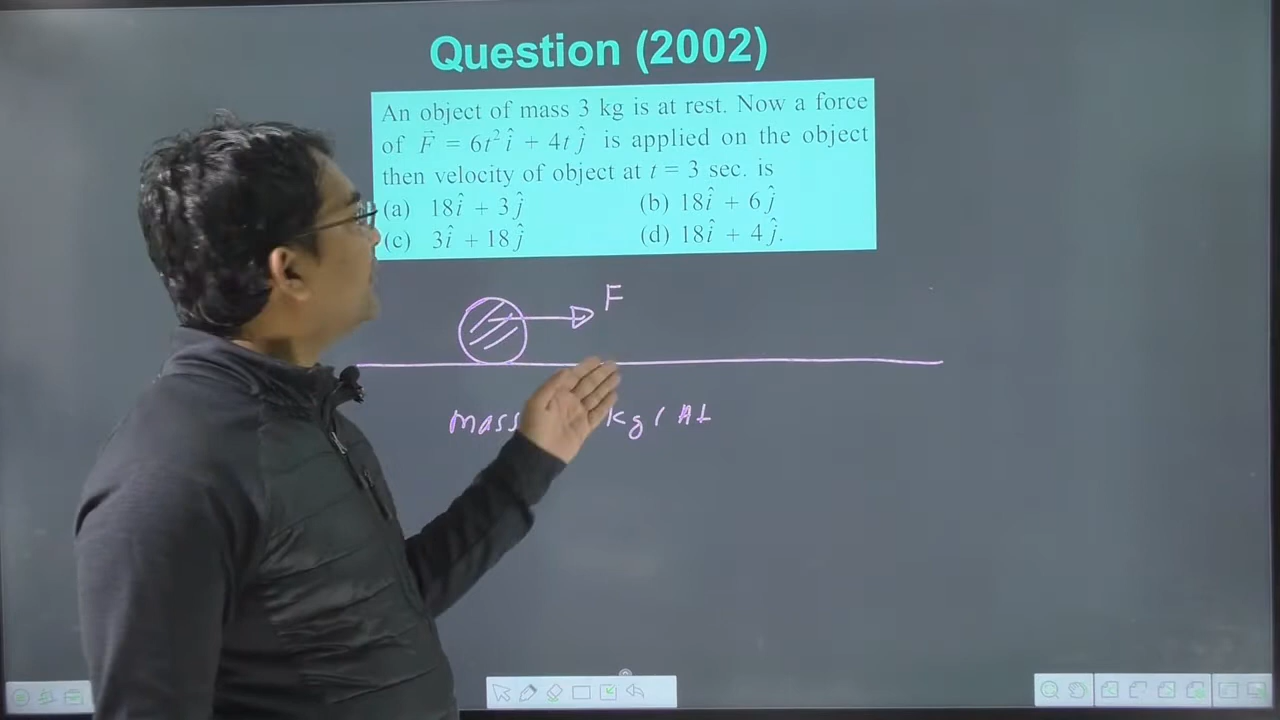 Question (2002)
An object of mass 3 kg is at rest. Now a force
of F⃗ = 6t² î + 4t ĵ is applied on the object
then velocity of object at t = 3 sec. is
(a) 18î + 3ĵ (b) 18î + 6ĵ
(c) 3î + 18ĵ (d) 18î + 4ĵ.
F
mass kg / At